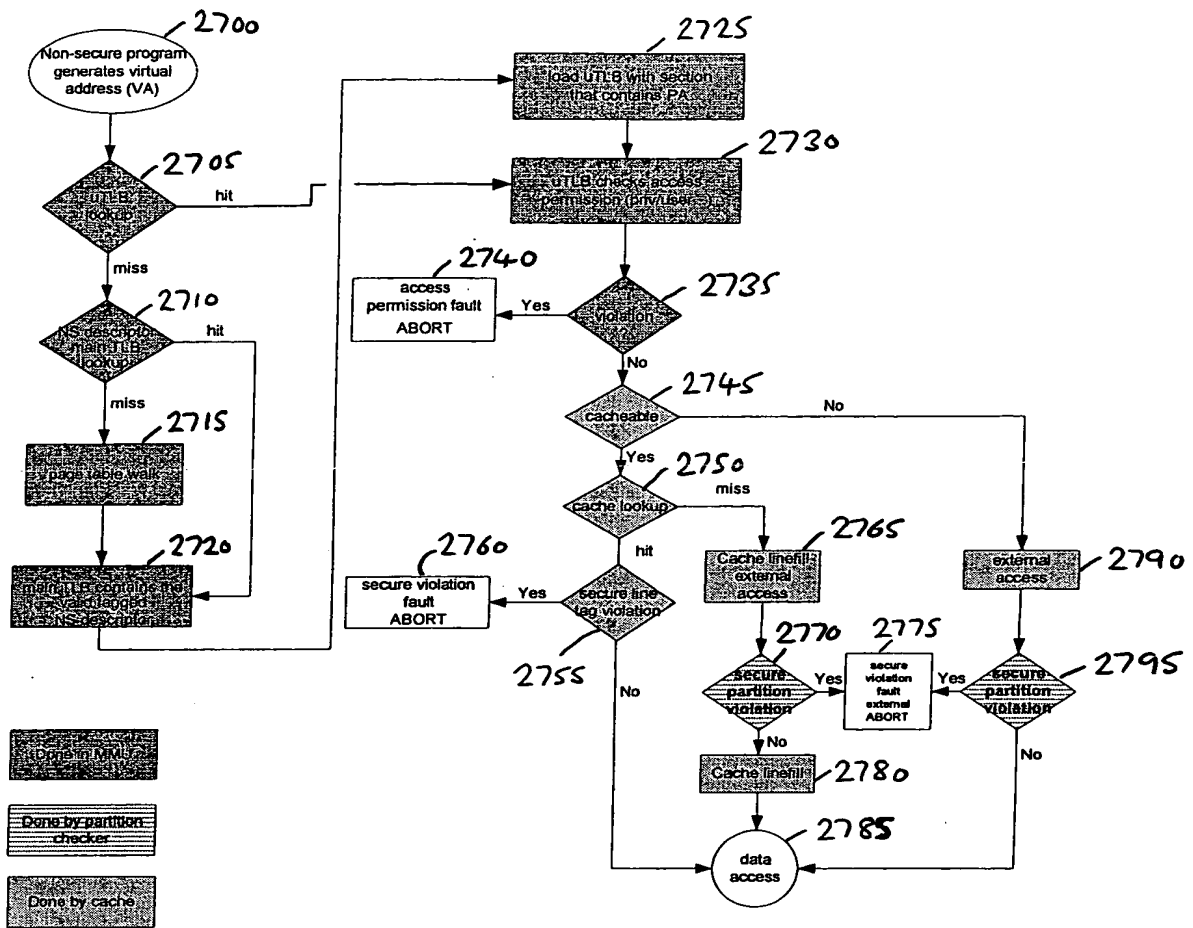 2700
Non-secure program
generates virtual
address (VA)
2705
uTLB
lookup
hit
miss
2710
NS descriptor
main TLB
lookup
hit
miss
2715
page table walk
2720
main TLB contains the
valid tagged
NS descriptor
2725
load uTLB with section
that contains PA
2730
uTLB checks access
permission (priv/user
2735
violation
Yes
2740
access
permission fault
ABORT
No
2745
cacheable
No
Yes
2750
cache lookup
miss
hit
2755
secure line
tag violation
Yes
2760
secure violation
fault
ABORT
No
2765
Cache linefill
external
access
2770
secure
partition
violation
Yes
2775
secure
violation
fault
external
ABORT
No
2780
Cache linefill
2785
data
access
2790
external
access
2795
secure
partition
violation
Yes
No
Done in MMU
Done by partition
checker
Done by cache